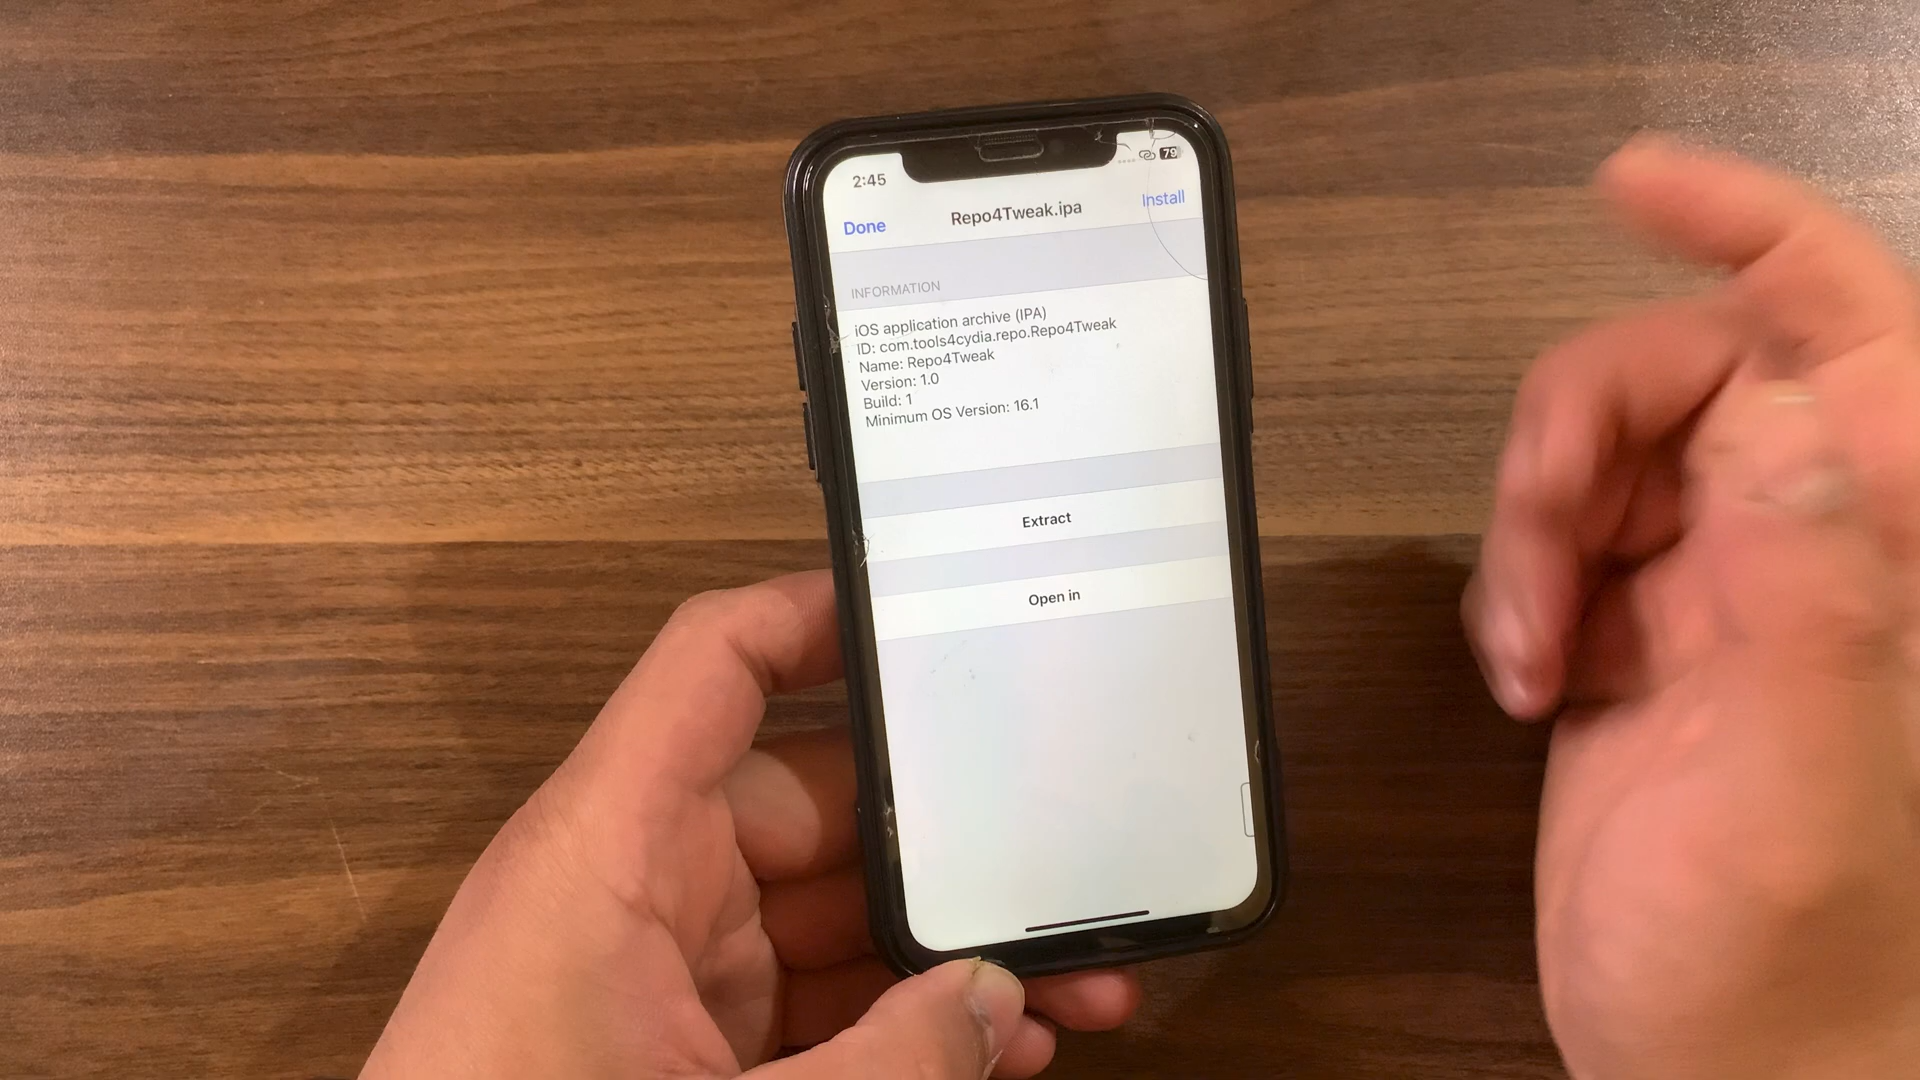 2:45
79
Done
Repo4Tweak.ipa
Install
INFORMATION
iOS application archive (IPA)
ID: com.tools4cydia.repo.Repo4Tweak
Name: Repo4Tweak
Version: 1.0
Build: 1
Minimum OS Version: 16.1
Extract
Open in